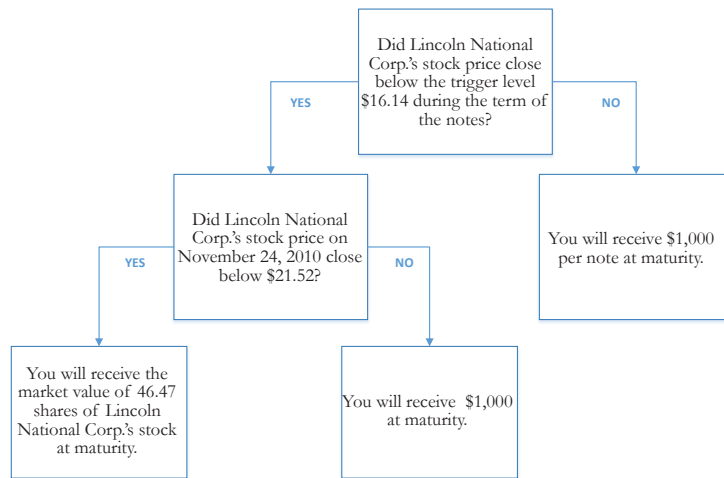 Did Lincoln National
Corp.'s stock price close
below the trigger level
$16.14 during the term of
the notes?
YES
NO
Did Lincoln National
Corp.'s stock price on
November 24, 2010 close
below $21.52?
You will receive $1,000
per note at maturity.
YES
NO
You will receive the
market value of 46.47
shares of Lincoln
National Corp.'s stock
at maturity.
You will receive $1,000
at maturity.